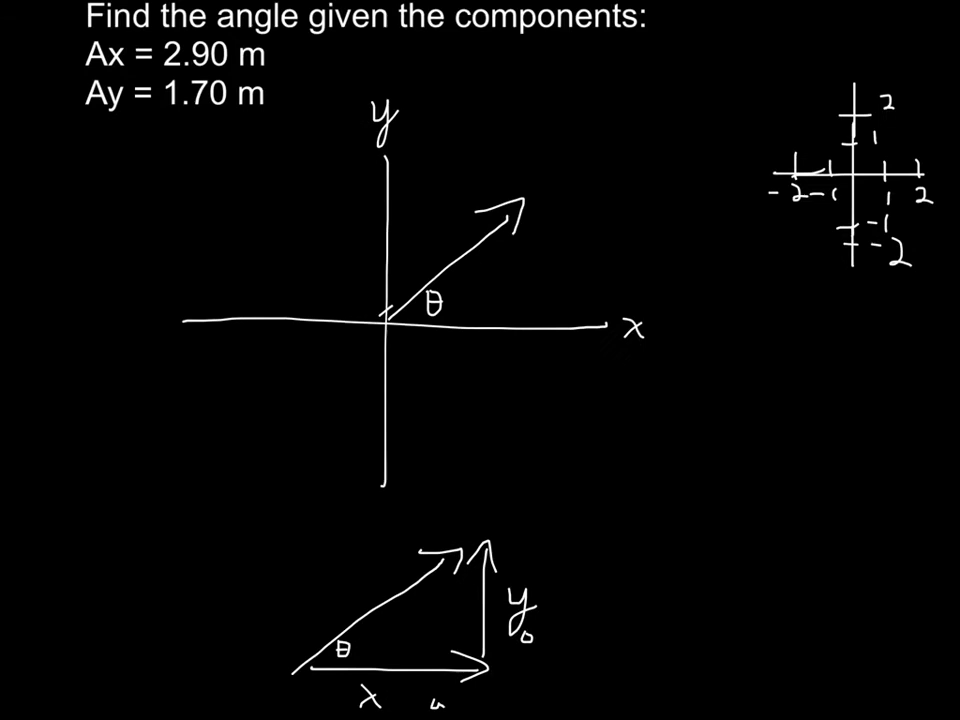 Find the angle given the components:
Ax = 2.90 m
Ay = 1.70 m
y
2
1
-2 -1 1 2
-1
-2
θ
x
y
o
θ
x a